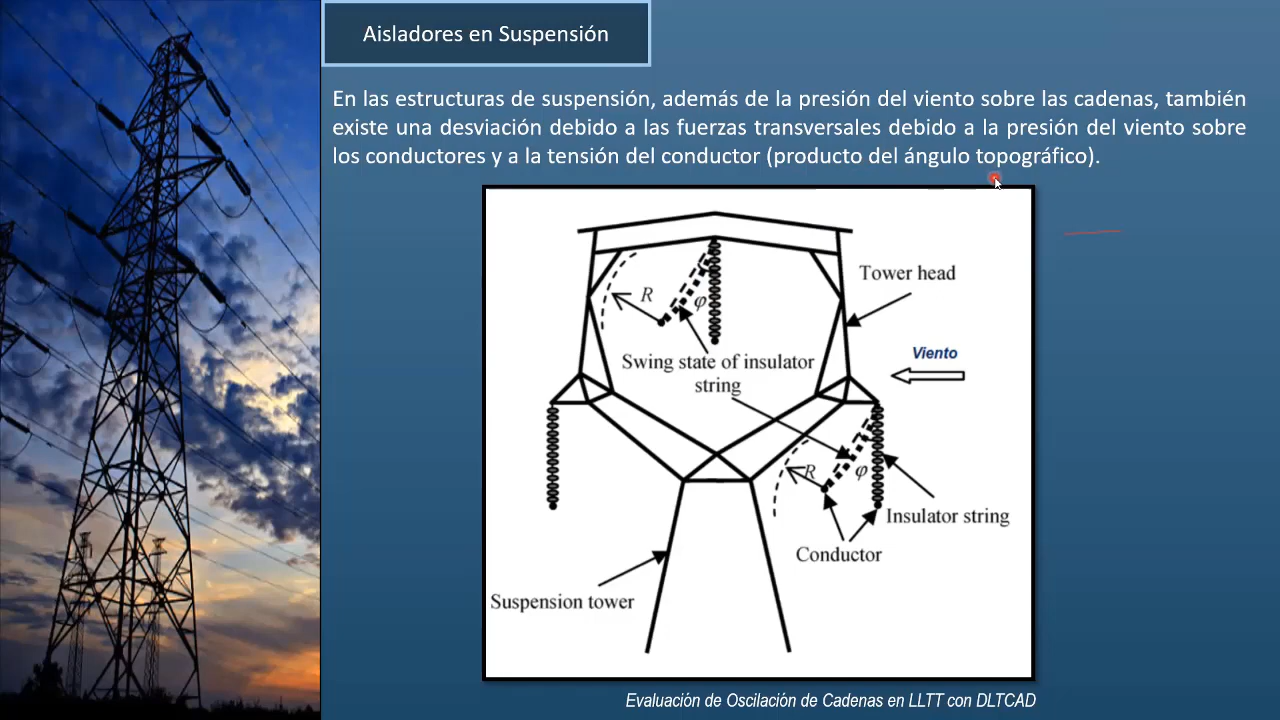 Aisladores en Suspensión
En las estructuras de suspensión, además de la presión del viento sobre las cadenas, también
existe una desviación debido a las fuerzas transversales debido a la presión del viento sobre
los conductores y a la tensión del conductor (producto del ángulo topográfico).
Tower head
R
φ
Viento
Swing state of insulator
string
R
φ
Insulator string
Conductor
Suspension tower
Evaluación de Oscilación de Cadenas en LLTT con DLTCAD